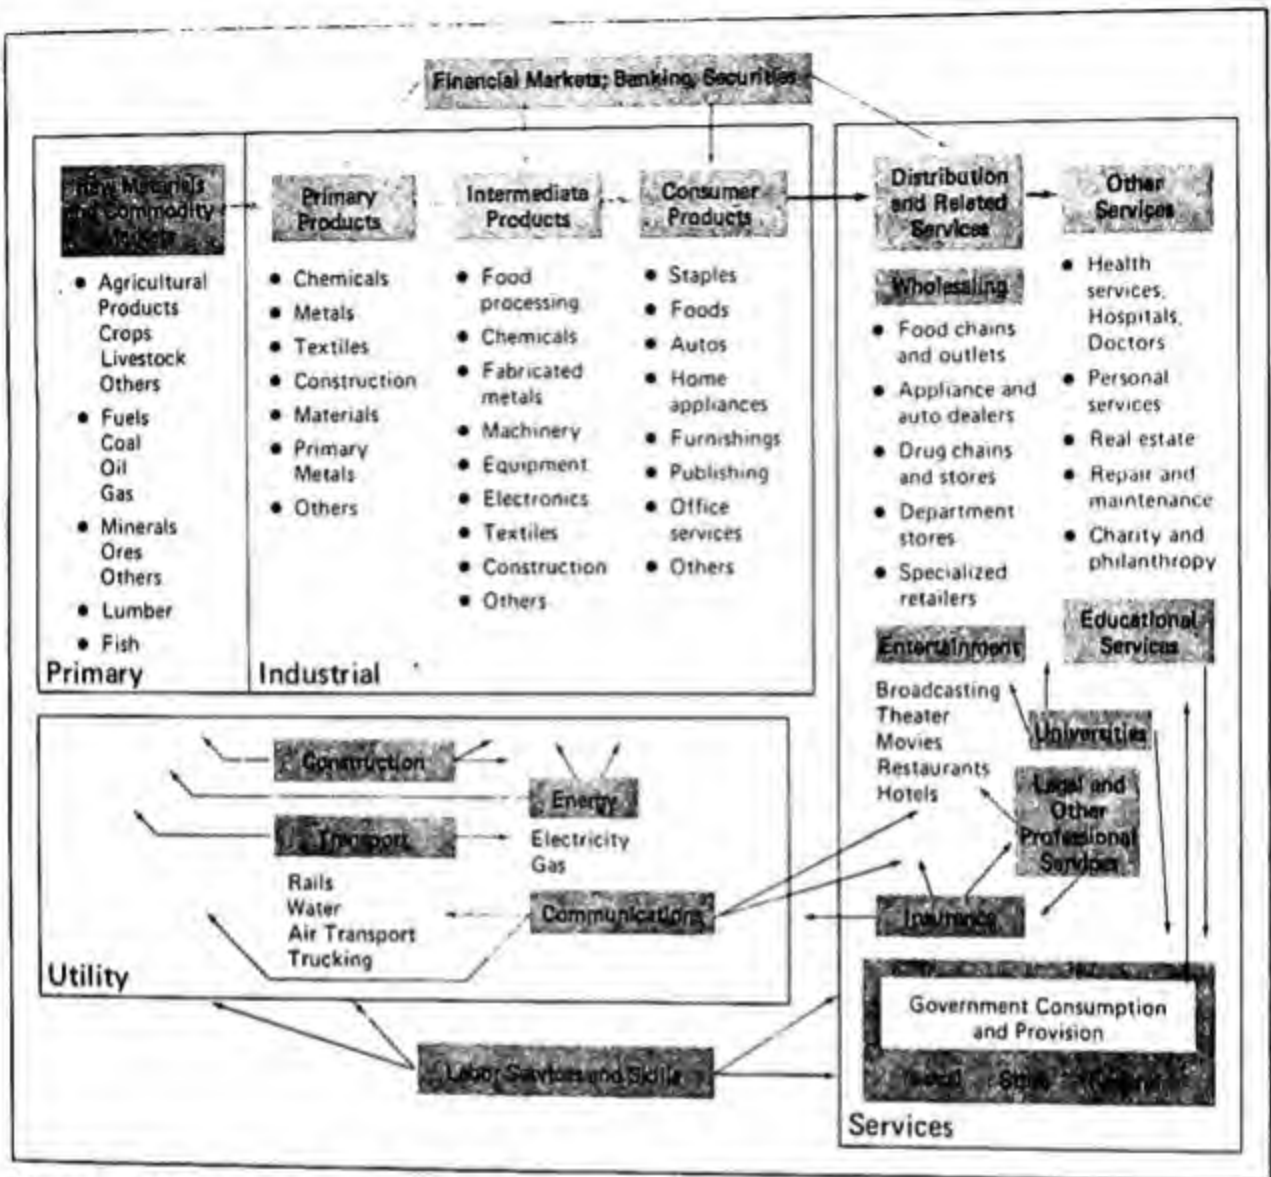 Financial Markets; Banking, Securities
Raw Materials
and Commodity
Markets
• Agricultural
Products
Crops
Livestock
Others
• Fuels
Coal
Oil
Gas
• Minerals
Ores
Others
• Lumber
• Fish
Primary
Primary
Products
• Chemicals
• Metals
• Textiles
• Construction
• Materials
• Primary
Metals
• Others
Industrial
Intermediate
Products
• Food
processing
• Chemicals
• Fabricated
metals
• Machinery
• Equipment
• Electronics
• Textiles
• Construction
• Others
Consumer
Products
• Staples
• Foods
• Autos
• Home
appliances
• Furnishings
• Publishing
• Office
services
• Others
Distribution
and Related
Services
Wholesaling
• Food chains
and outlets
• Appliance and
auto dealers
• Drug chains
and stores
• Department
stores
• Specialized
retailers
Entertainment
Broadcasting
Theater
Movies
Restaurants
Hotels
Other
Services
• Health
services,
Hospitals,
Doctors
• Personal
services
• Real estate
• Repair and
maintenance
• Charity and
philanthropy
Educational
Services
Universities
Legal and
Other
Professional
Services
Insurance
Construction
Energy
Electricity
Gas
Transport
Rails
Water
Air Transport
Trucking
Communications
Utility
Labor Services and Skills
Government Consumption
and Provision
Local State
Services